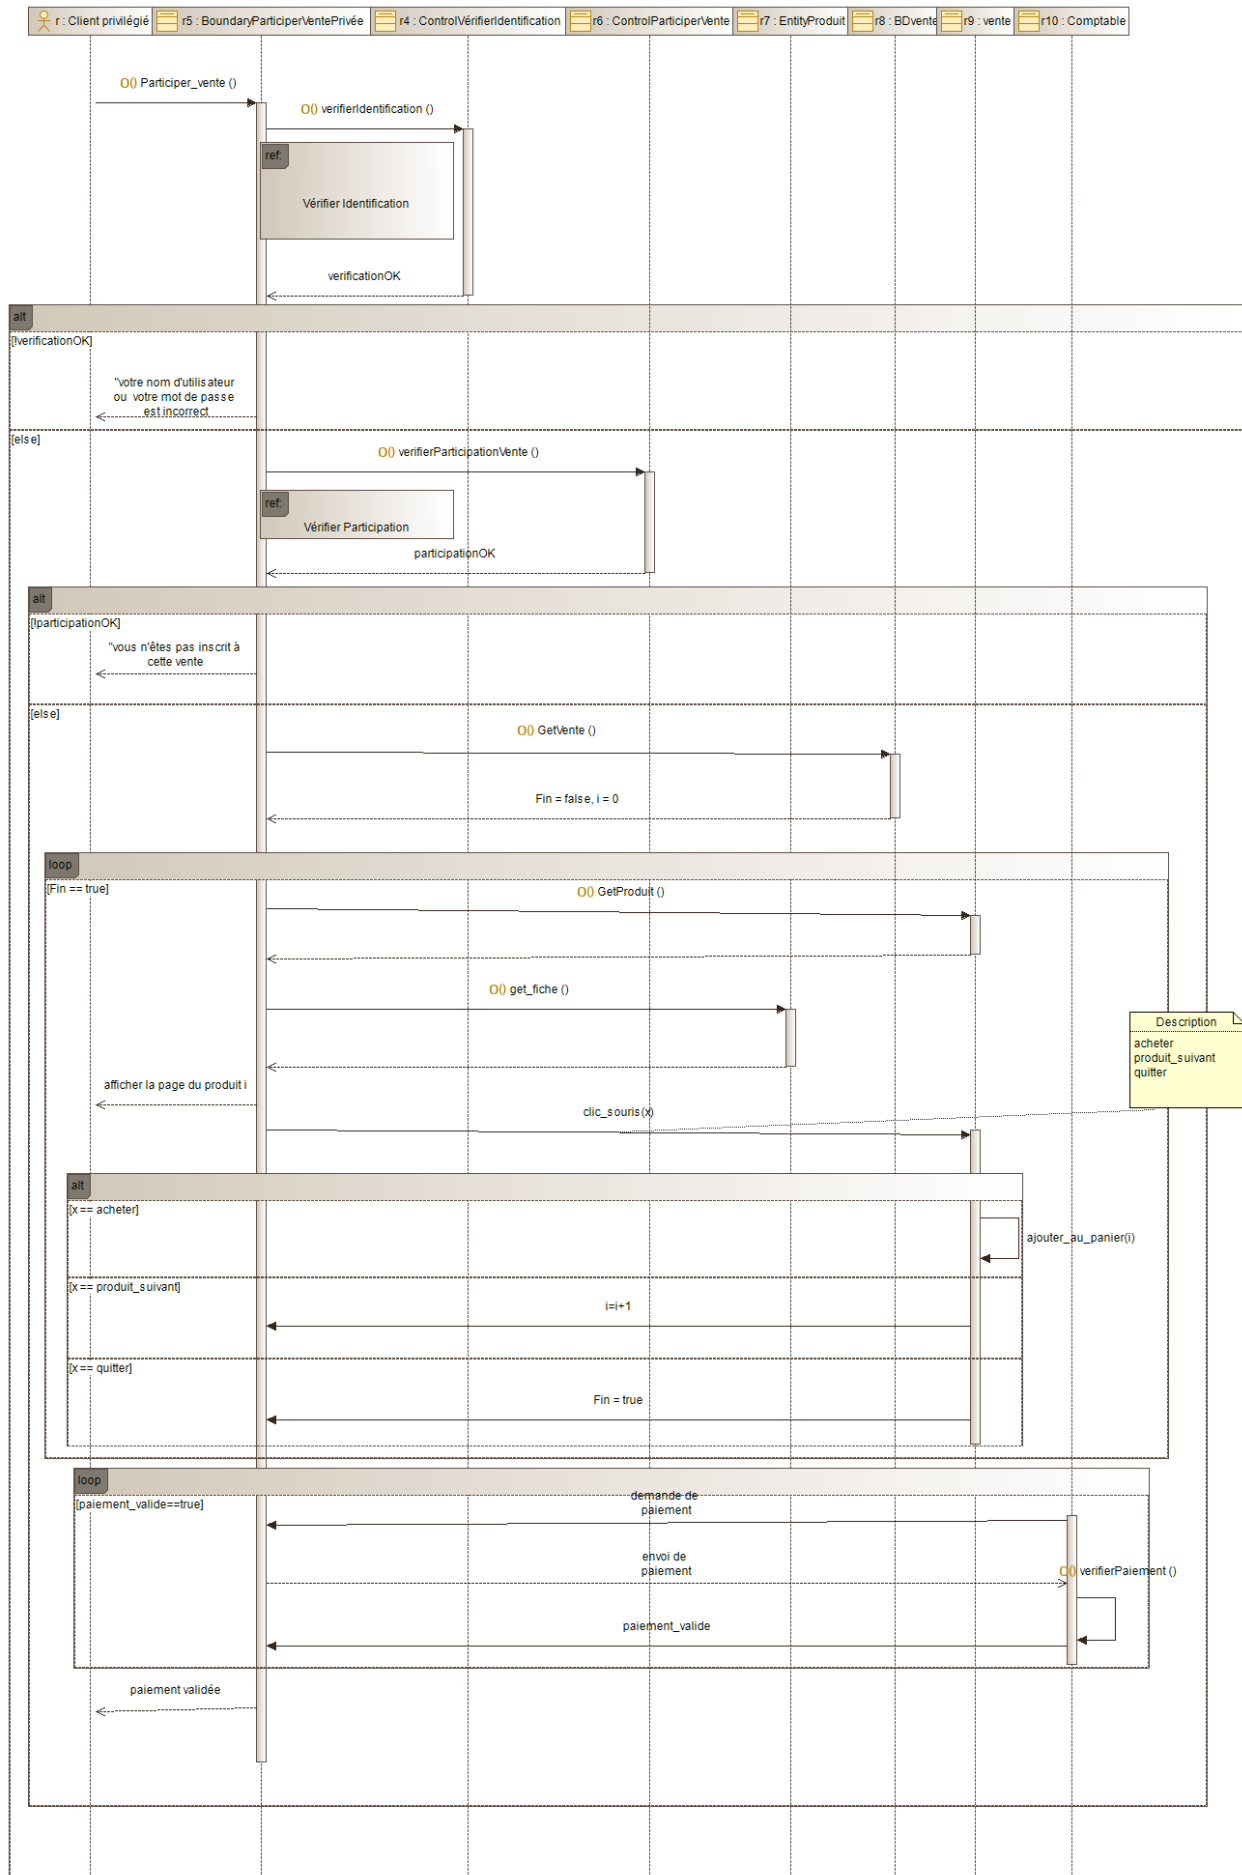 r : Client privilégié
r5 : BoundaryParticiperVentePrivée
r4 : ControlVérifierIdentification
r6 : ControlParticiperVente
r7 : EntityProduit
r8 : BDvente
r9 : vente
r10 : Comptable
O() Participer_vente ()
O() verifierIdentification ()
ref:
Vérifier Identification
verificationOK
alt
[!verificationOK]
"votre nom d'utilisateur
ou votre mot de passe
est incorrect
[else]
O() verifierParticipationVente ()
ref:
Vérifier Participation
participationOK
alt
[!participationOK]
"vous n'êtes pas inscrit à
cette vente
[else]
O() GetVente ()
Fin = false, i = 0
loop
[Fin == true]
O() GetProduit ()
O() get_fiche ()
Description
acheter
produit_suivant
quitter
afficher la page du produit i
clic_souris(x)
alt
[x == acheter]
ajouter_au_panier(i)
[x == produit_suivant]
i=i+1
[x == quitter]
Fin = true
loop
[paiement_valide==true]
demande de
paiement
envoi de
paiement
O() verifierPaiement ()
paiement_valide
paiement validée